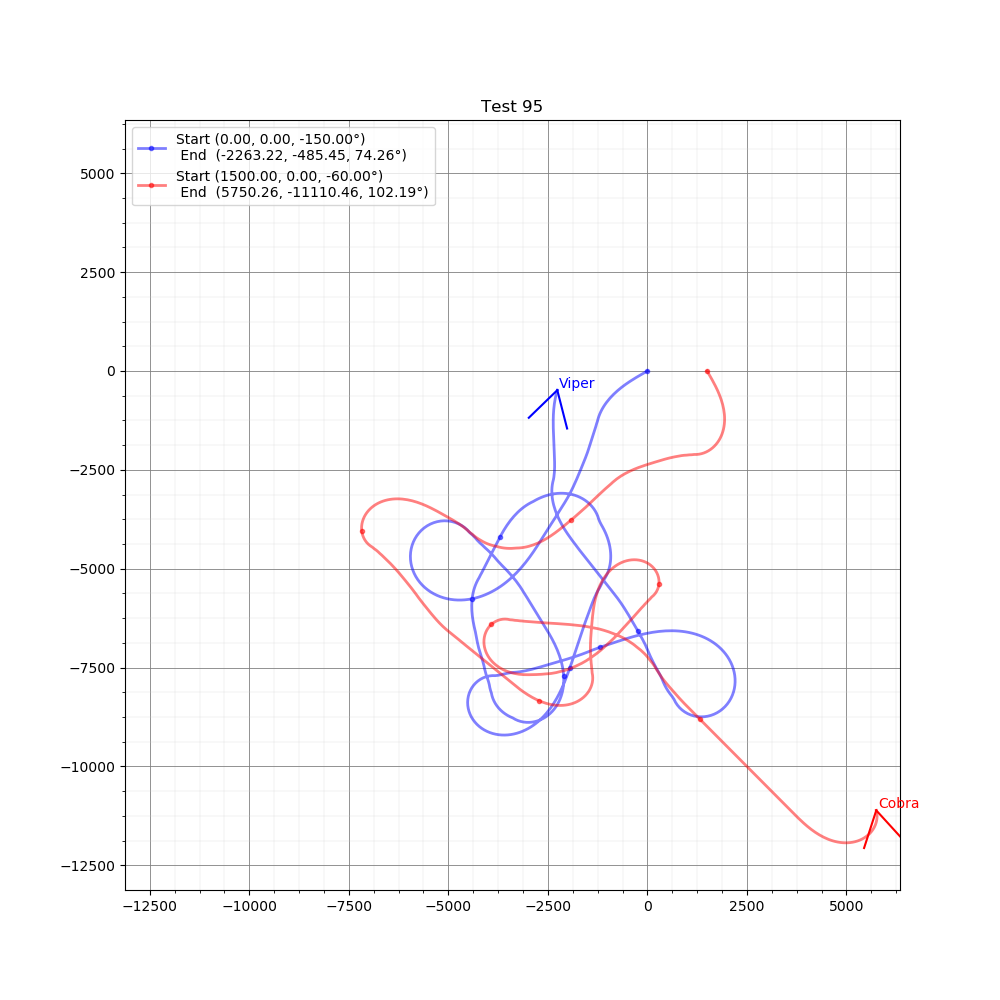 Test 95
Start (0.00, 0.00, -150.00°)
End  (-2263.22, -485.45, 74.26°)
Start (1500.00, 0.00, -60.00°)
End  (5750.26, -11110.46, 102.19°)
5000
2500
0
−2500
−5000
−7500
−10000
−12500
Viper
Cobra
−12500 −10000 −7500 −5000 −2500 0 2500 5000